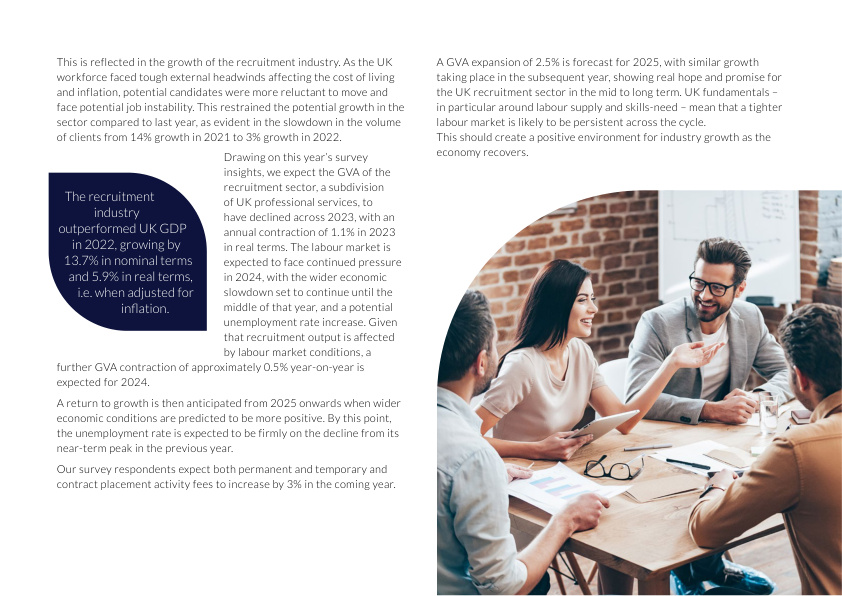 This is reflected in the growth of the recruitment industry. As the UK
workforce faced tough external headwinds affecting the cost of living
and inflation, potential candidates were more reluctant to move and
face potential job instability. This restrained the potential growth in the
sector compared to last year, as evident in the slowdown in the volume
of clients from 14% growth in 2021 to 3% growth in 2022.
The recruitment
industry
outperformed UK GDP
in 2022, growing by
13.7% in nominal terms
and 5.9% in real terms,
i.e. when adjusted for
inflation.
Drawing on this year's survey
insights, we expect the GVA of the
recruitment sector, a subdivision
of UK professional services, to
have declined across 2023, with an
annual contraction of 1.1% in 2023
in real terms. The labour market is
expected to face continued pressure
in 2024, with the wider economic
slowdown set to continue until the
middle of that year, and a potential
unemployment rate increase. Given
that recruitment output is affected
by labour market conditions, a
further GVA contraction of approximately 0.5% year-on-year is
expected for 2024.
A return to growth is then anticipated from 2025 onwards when wider
economic conditions are predicted to be more positive. By this point,
the unemployment rate is expected to be firmly on the decline from its
near-term peak in the previous year.
Our survey respondents expect both permanent and temporary and
contract placement activity fees to increase by 3% in the coming year.
A GVA expansion of 2.5% is forecast for 2025, with similar growth
taking place in the subsequent year, showing real hope and promise for
the UK recruitment sector in the mid to long term. UK fundamentals –
in particular around labour supply and skills-need – mean that a tighter
labour market is likely to be persistent across the cycle.
This should create a positive environment for industry growth as the
economy recovers.